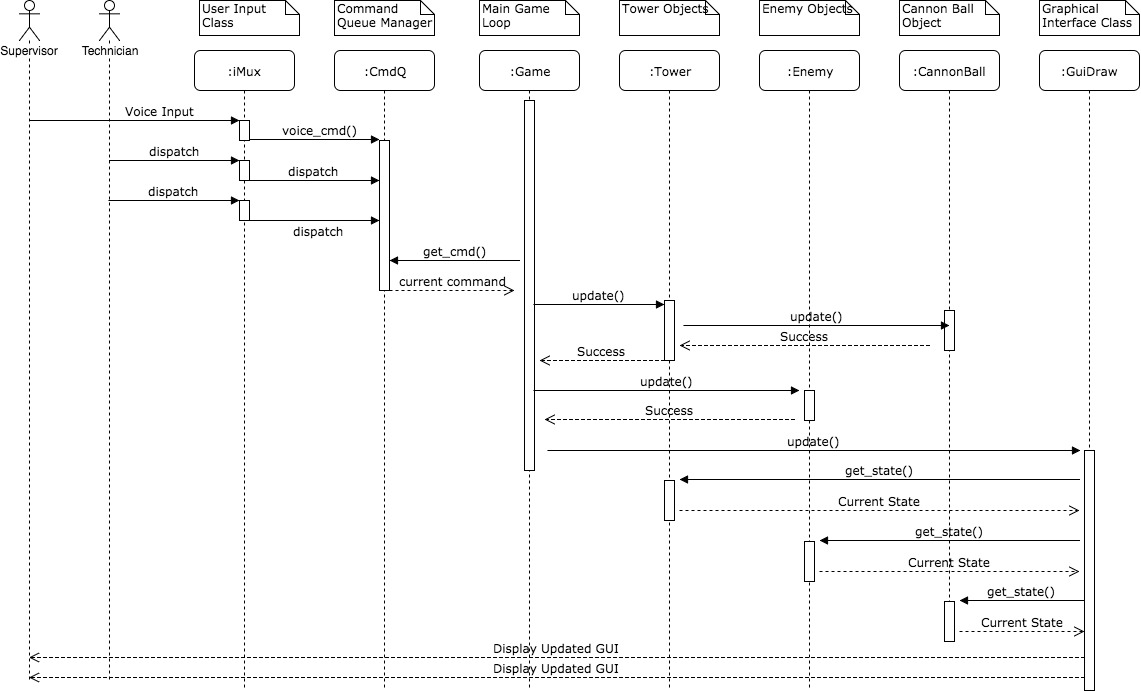 User Input
Class
Command
Queue Manager
Main Game
Loop
Tower Objects
Enemy Objects
Cannon Ball
Object
Graphical
Interface Class
Supervisor
Technician
:iMux
:CmdQ
:Game
:Tower
:Enemy
:CannonBall
:GuiDraw
Voice Input
voice_cmd()
dispatch
dispatch
dispatch
dispatch
get_cmd()
current command
update()
update()
Success
Success
update()
Success
update()
get_state()
Current State
get_state()
Current State
get_state()
Current State
Display Updated GUI
Display Updated GUI